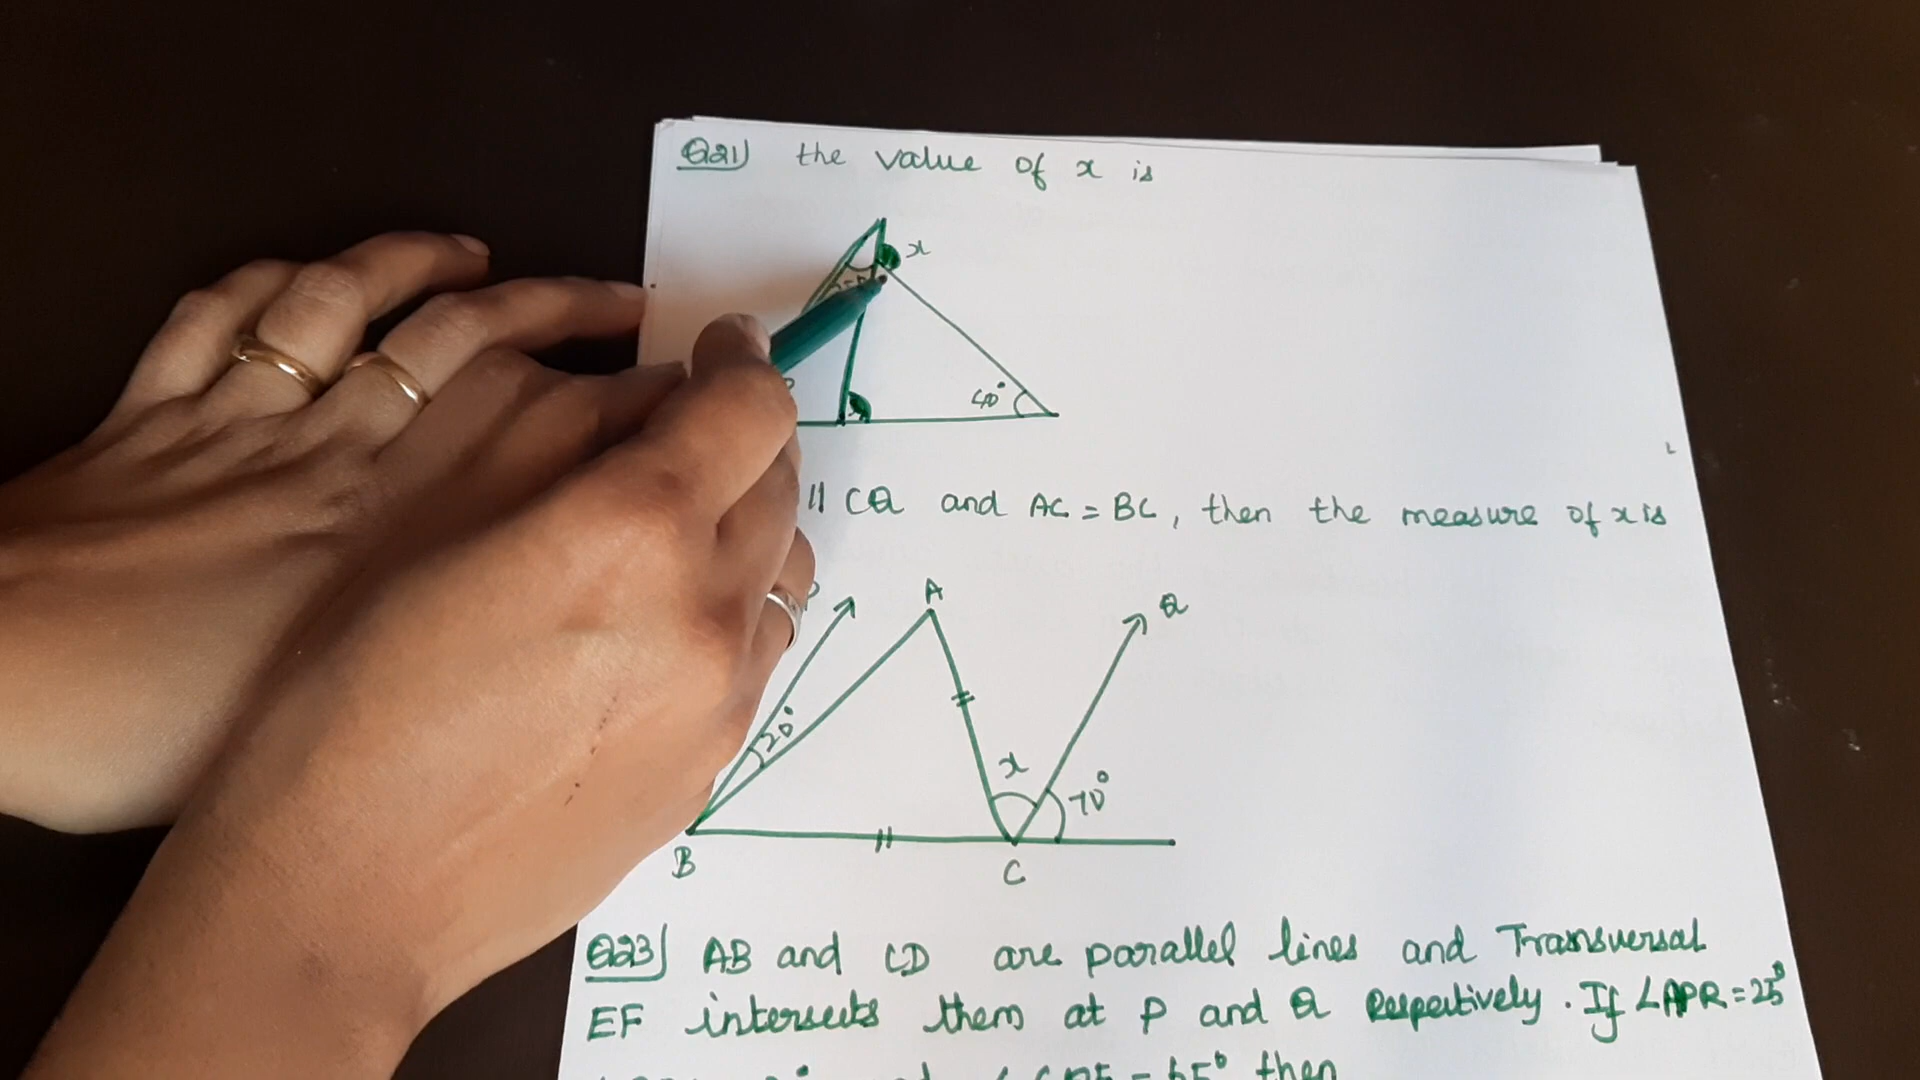 Q21) the value of x is
x
40°
|| CQ and AC = BC, then the measure of x is
P A Q
20°
x 70°
B C
Q23) AB and CD are parallel lines and Transversal
EF intersects them at P and Q Respectively. If ∠APR = 25°
then